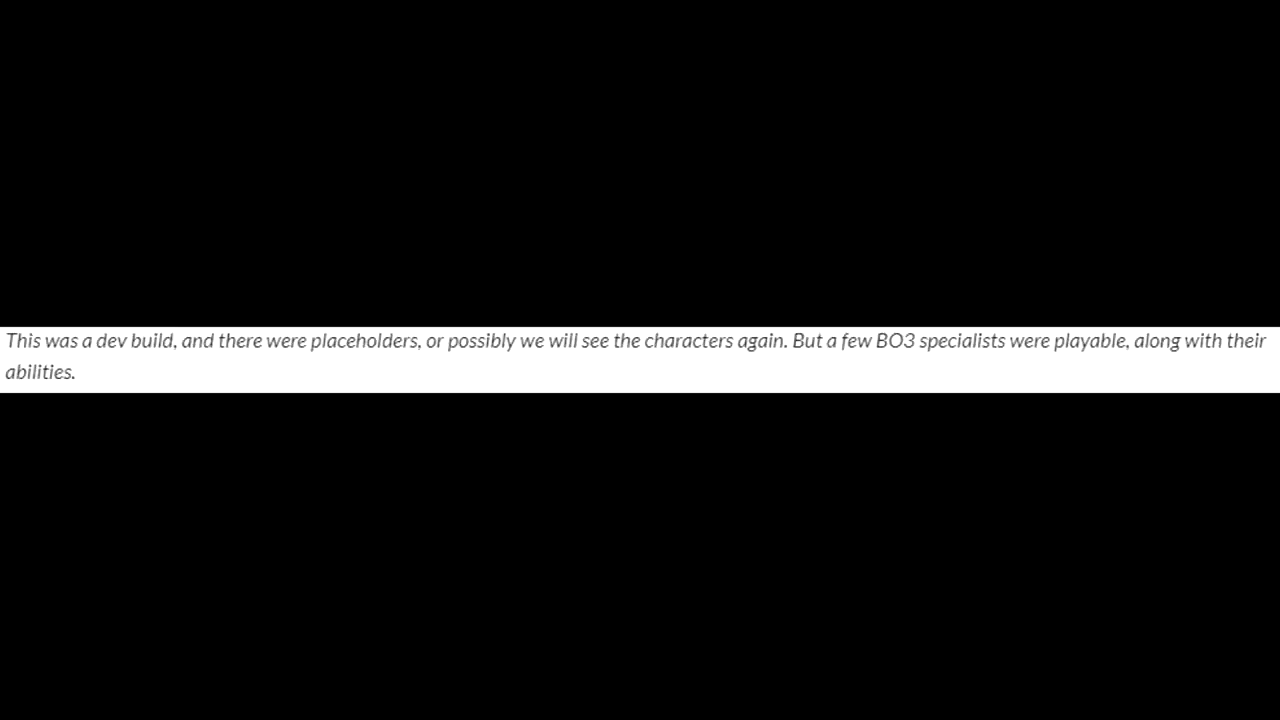 This was a dev build, and there were placeholders, or possibly we will see the characters again. But a few BO3 specialists were playable, along with their
abilities.